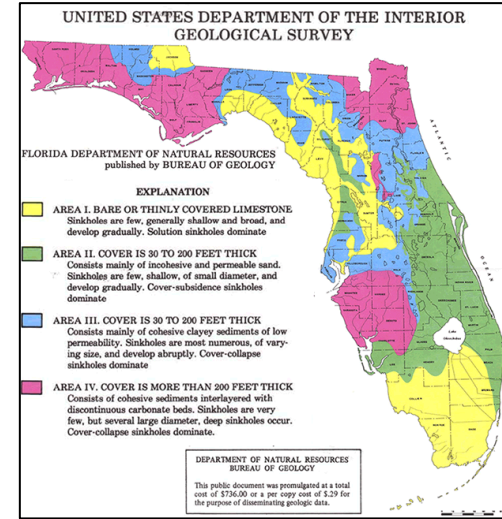 UNITED STATES DEPARTMENT OF THE INTERIOR
GEOLOGICAL SURVEY
FLORIDA DEPARTMENT OF NATURAL RESOURCES
published by BUREAU OF GEOLOGY
EXPLANATION
AREA I. BARE OR THINLY COVERED LIMESTONE
Sinkholes are few, generally shallow and broad, and
develop gradually. Solution sinkholes dominate
AREA II. COVER IS 30 TO 200 FEET THICK
Consists mainly of incohesive and permeable sand.
Sinkholes are few, shallow, of small diameter, and
develop gradually. Cover-subsidence sinkholes
dominate
AREA III. COVER IS 30 TO 200 FEET THICK
Consists mainly of cohesive clayey sediments of low
permeability. Sinkholes are most numerous, of vary-
ing size, and develop abruptly. Cover-collapse
sinkholes dominate
AREA IV. COVER IS MORE THAN 200 FEET THICK
Consists of cohesive sediments interlayered with
discontinuous carbonate beds. Sinkholes are very
few, but several large diameter, deep sinkholes occur.
Cover-collapse sinkholes dominate.
ATLANTIC
OCEAN
Lake
Okeechobee
DEPARTMENT OF NATURAL RESOURCES
BUREAU OF GEOLOGY
This public document was promulgated at a total
cost of $736.00 or a per copy cost of $.29 for
the purpose of disseminating geologic data.